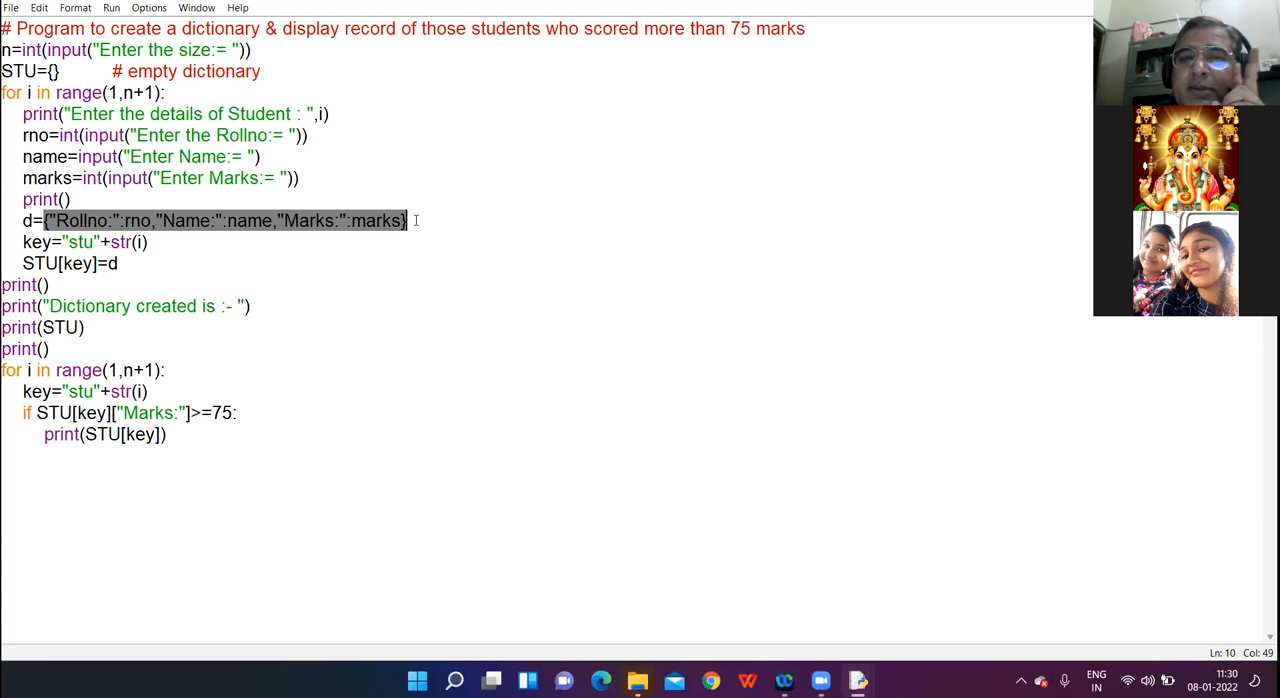 File Edit Format Run Options Window Help
# Program to create a dictionary & display record of those students who scored more than 75 marks
n=int(input("Enter the size:= "))
STU={} # empty dictionary
for i in range(1,n+1):
print("Enter the details of Student : ",i)
rno=int(input("Enter the Rollno:= "))
name=input("Enter Name:= ")
marks=int(input("Enter Marks:= "))
print()
d={"Rollno:":rno,"Name:":name,"Marks:":marks}
key="stu"+str(i)
STU[key]=d
print()
print("Dictionary created is :- ")
print(STU)
print()
for i in range(1,n+1):
key="stu"+str(i)
if STU[key]["Marks:"]>=75:
print(STU[key])
Ln: 10 Col: 49
ENG
IN
11:30
08-01-2022